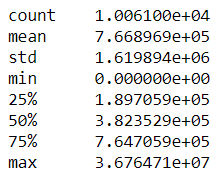 count 1.006100e+04
mean 7.668969e+05
std 1.619894e+06
min 0.000000e+00
25% 1.897059e+05
50% 3.823529e+05
75% 7.647059e+05
max 3.676471e+07